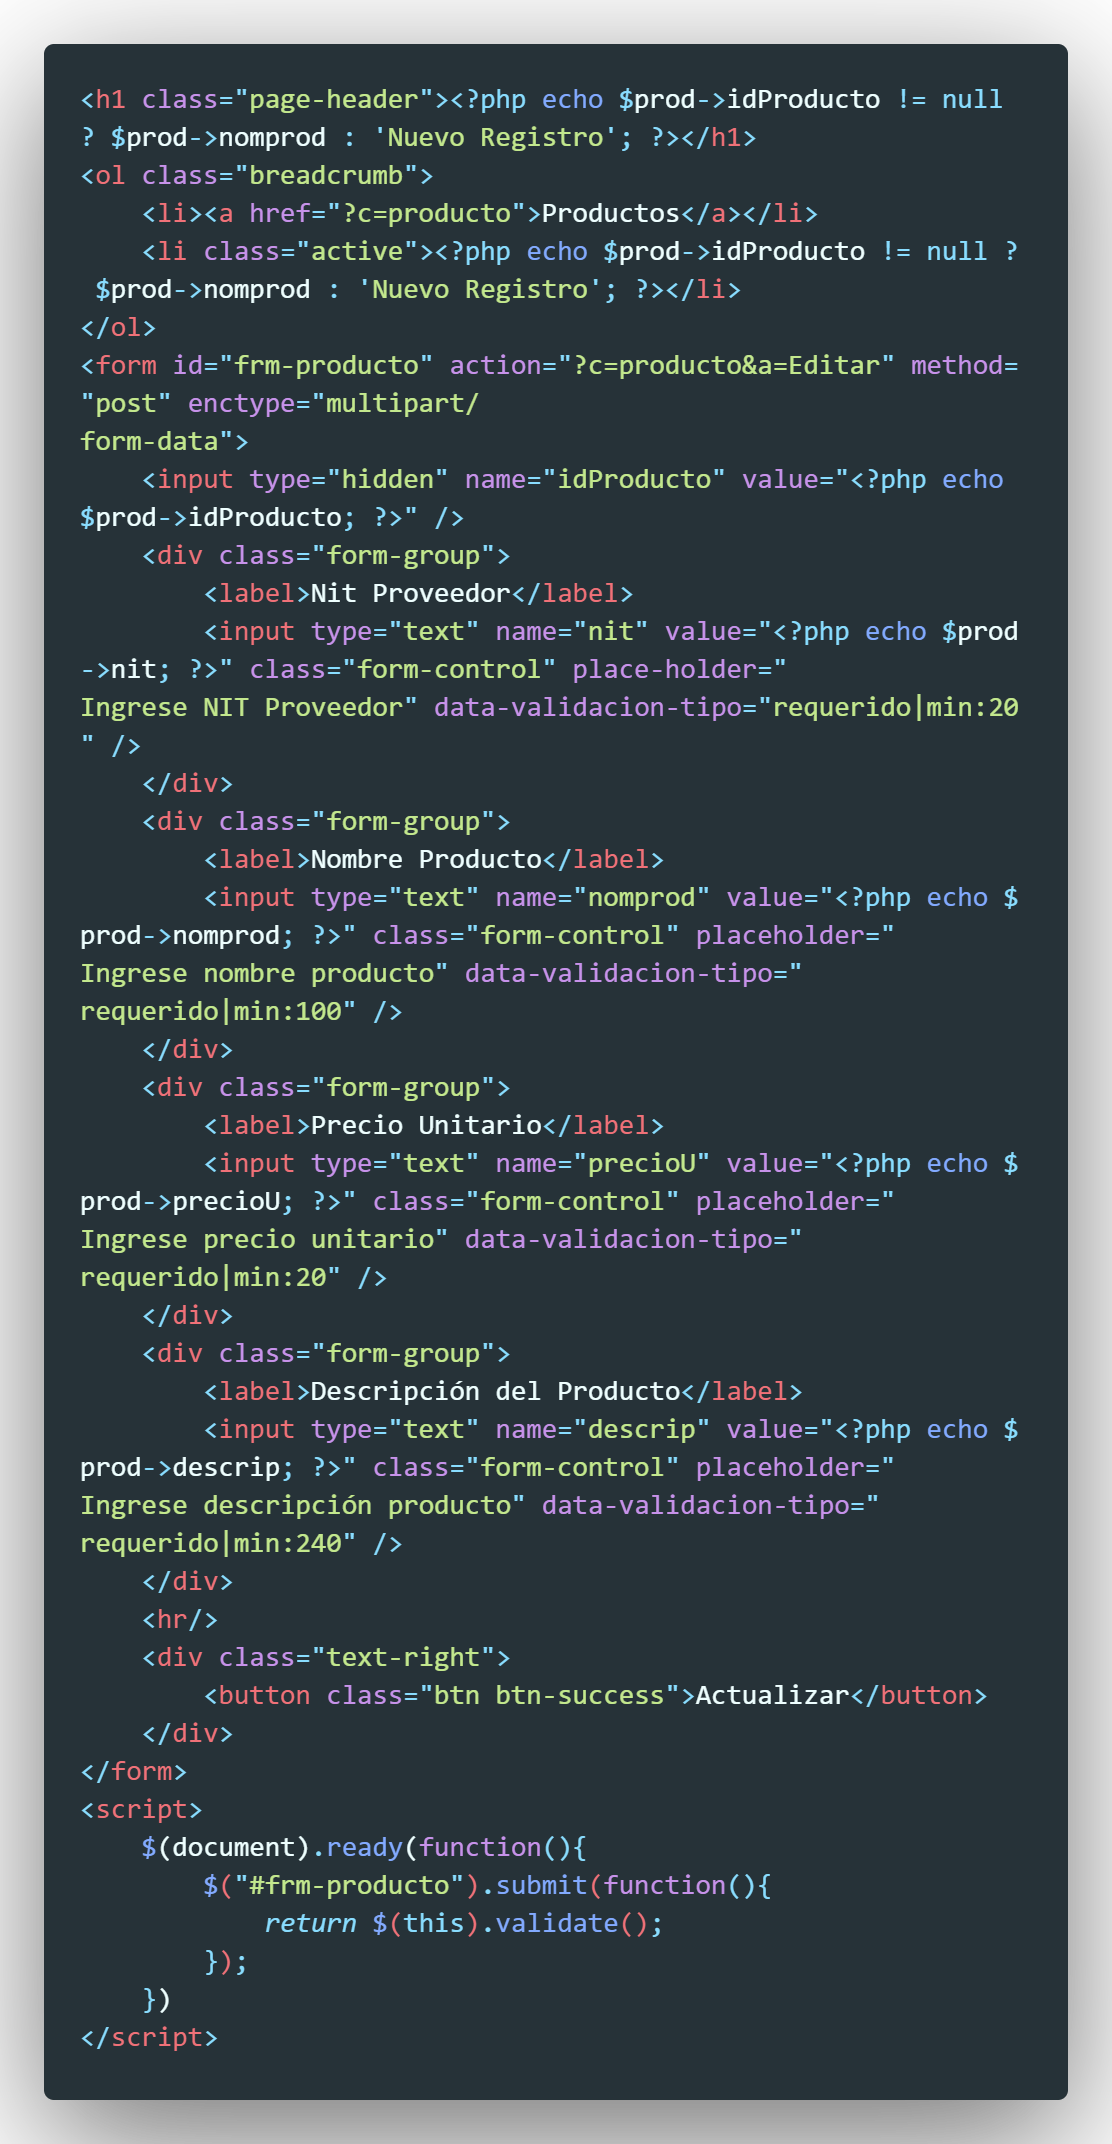 <h1 class="page-header"><?php echo $prod->idProducto != null
? $prod->nomprod : 'Nuevo Registro'; ?></h1>
<ol class="breadcrumb">
    <li><a href="?c=producto">Productos</a></li>
    <li class="active"><?php echo $prod->idProducto != null ?
 $prod->nomprod : 'Nuevo Registro'; ?></li>
</ol>
<form id="frm-producto" action="?c=producto&a=Editar" method=
"post" enctype="multipart/
form-data">
    <input type="hidden" name="idProducto" value="<?php echo
$prod->idProducto; ?>" />
    <div class="form-group">
        <label>Nit Proveedor</label>
        <input type="text" name="nit" value="<?php echo $prod
->nit; ?>" class="form-control" place-holder="
Ingrese NIT Proveedor" data-validacion-tipo="requerido|min:20
" />
    </div>
    <div class="form-group">
        <label>Nombre Producto</label>
        <input type="text" name="nomprod" value="<?php echo $
prod->nomprod; ?>" class="form-control" placeholder="
Ingrese nombre producto" data-validacion-tipo="
requerido|min:100" />
    </div>
    <div class="form-group">
        <label>Precio Unitario</label>
        <input type="text" name="precioU" value="<?php echo $
prod->precioU; ?>" class="form-control" placeholder="
Ingrese precio unitario" data-validacion-tipo="
requerido|min:20" />
    </div>
    <div class="form-group">
        <label>Descripción del Producto</label>
        <input type="text" name="descrip" value="<?php echo $
prod->descrip; ?>" class="form-control" placeholder="
Ingrese descripción producto" data-validacion-tipo="
requerido|min:240" />
    </div>
    <hr/>
    <div class="text-right">
        <button class="btn btn-success">Actualizar</button>
    </div>
</form>
<script>
    $(document).ready(function(){
        $("#frm-producto").submit(function(){
            return $(this).validate();
        });
    })
</script>